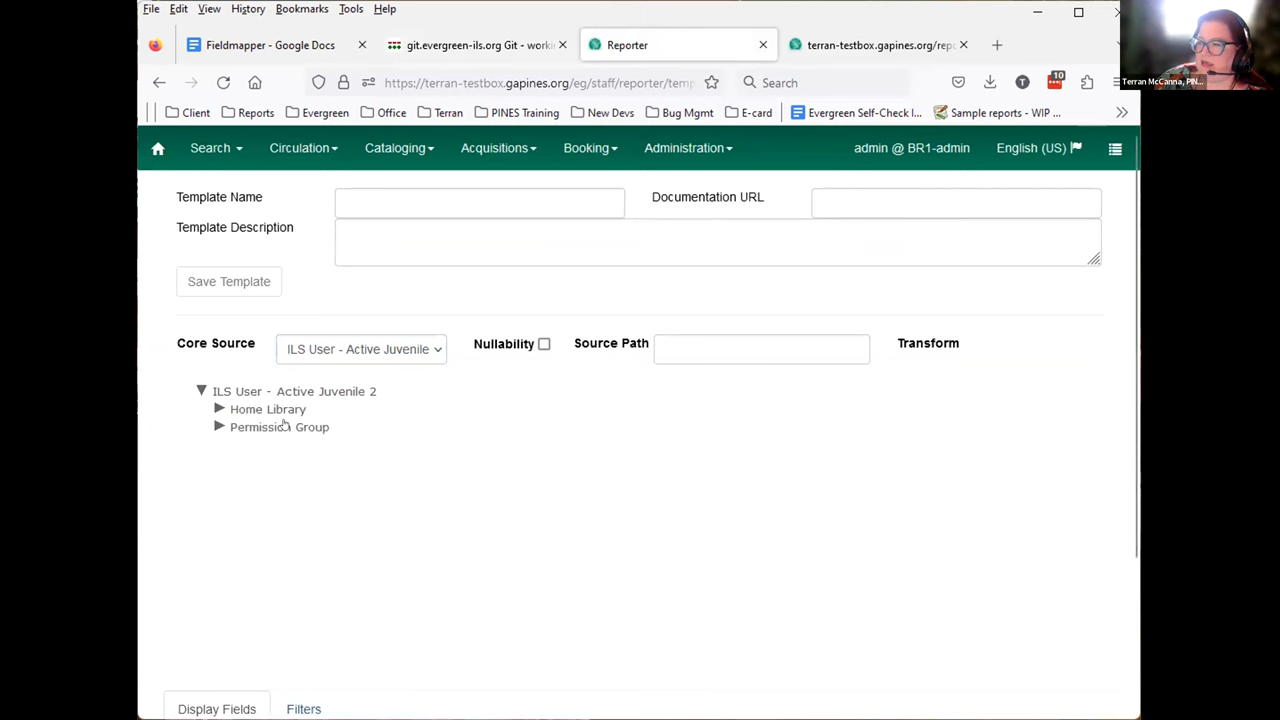 File Edit View History Bookmarks Tools Help
Fieldmapper - Google Docs
git.evergreen-ils.org Git - worki
Reporter
terran-testbox.gapines.org/repo
https://terran-testbox.gapines.org/eg/staff/reporter/temp
Search
T
10
Client Reports Evergreen Office Terran PINES Training New Devs Bug Mgmt E-card Evergreen Self-Check I... Sample reports - WIP ...
Terran McCanna, PIN...
Search Circulation Cataloging Acquisitions Booking Administration admin @ BR1-admin English (US)
Template Name
Documentation URL
Template Description
Save Template
Core Source
ILS User - Active Juvenile
Nullability
Source Path
Transform
ILS User - Active Juvenile 2
Home Library
Permission Group
Display Fields
Filters